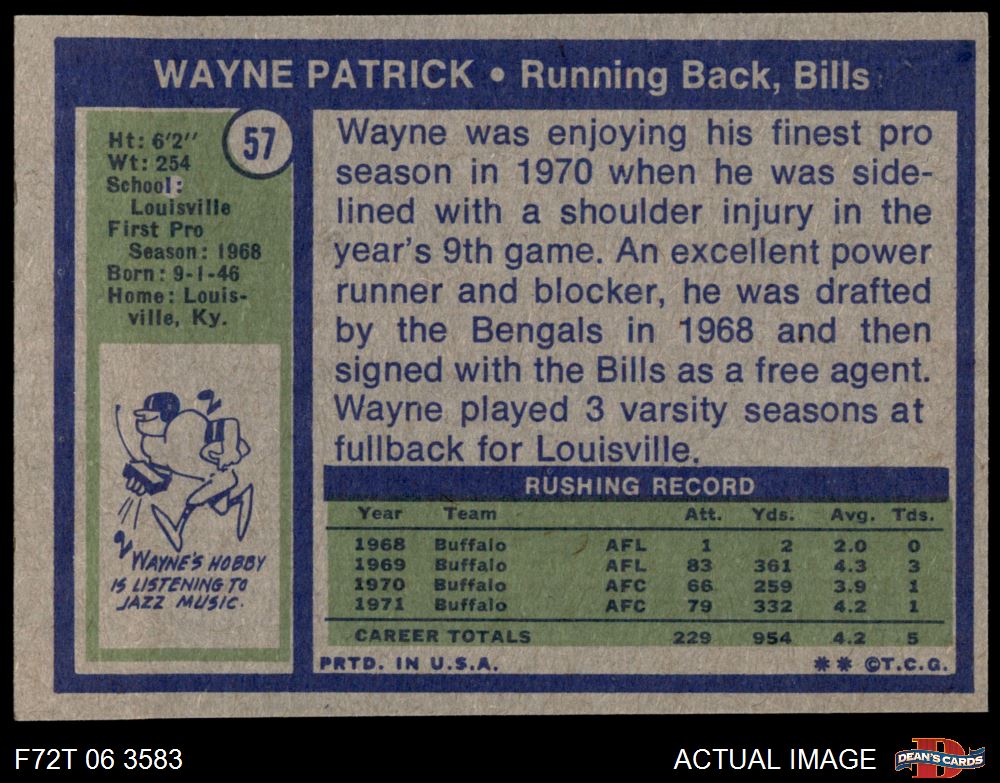 WAYNE PATRICK • Running Back, Bills
57
Ht: 6'2''
Wt: 254
School:
Louisville
First Pro
Season: 1968
Born: 9-1-46
Home: Louis-
ville, Ky.
WAYNE'S HOBBY
IS LISTENING TO
JAZZ MUSIC.
Wayne was enjoying his finest pro
season in 1970 when he was side-
lined with a shoulder injury in the
year's 9th game. An excellent power
runner and blocker, he was drafted
by the Bengals in 1968 and then
signed with the Bills as a free agent.
Wayne played 3 varsity seasons at
fullback for Louisville.
RUSHING RECORD
Year Team Att. Yds. Avg. Tds.
1968 Buffalo AFL 1 2 2.0 0
1969 Buffalo AFL 83 361 4.3 3
1970 Buffalo AFC 66 259 3.9 1
1971 Buffalo AFC 79 332 4.2 1
CAREER TOTALS 229 954 4.2 5
PRTD. IN U.S.A. ** ©T.C.G.
F72T 06 3583 ACTUAL IMAGE D DEAN'S CARDS